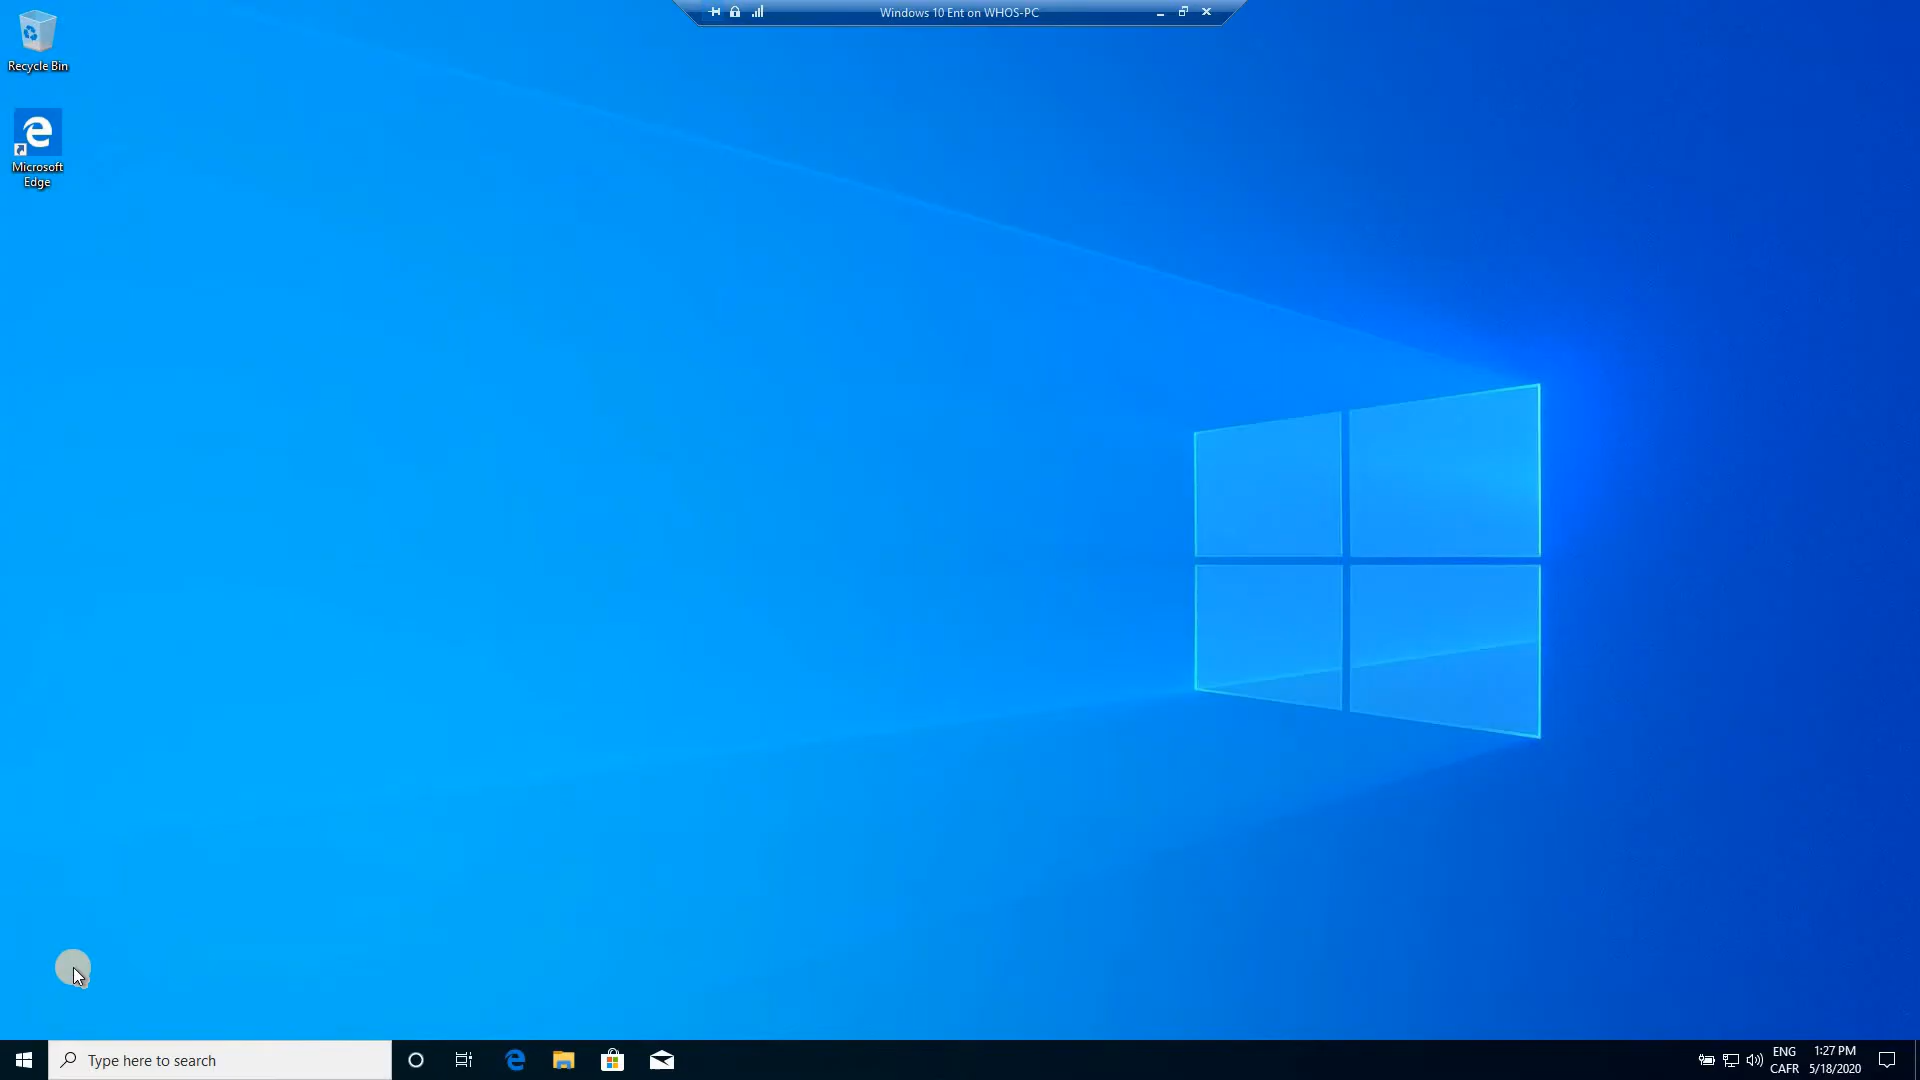 Windows 10 Ent on WHOS-PC
Recycle Bin
Microsoft
Edge
Type here to search
ENG
CAFR
1:27 PM
5/18/2020